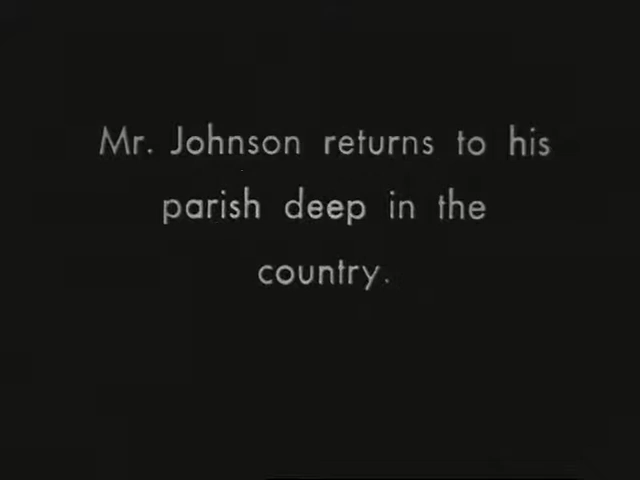 Mr. Johnson returns to his
parish deep in the
country.